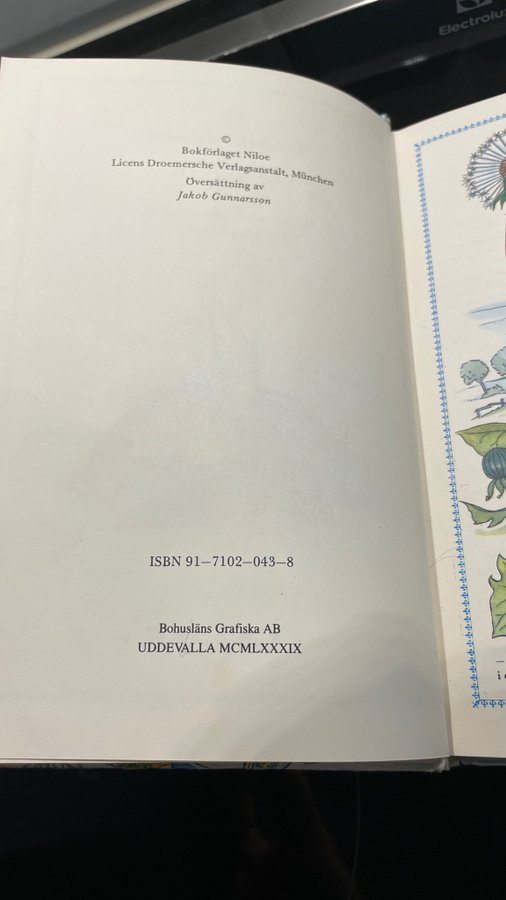 Electrolux
©
Bokförlaget Niloe
Licens Droemersche Verlagsanstalt, München
Översättning av
Jakob Gunnarsson
ISBN 91–7102–043–8
Bohusläns Grafiska AB
UDDEVALLA MCMLXXXIX